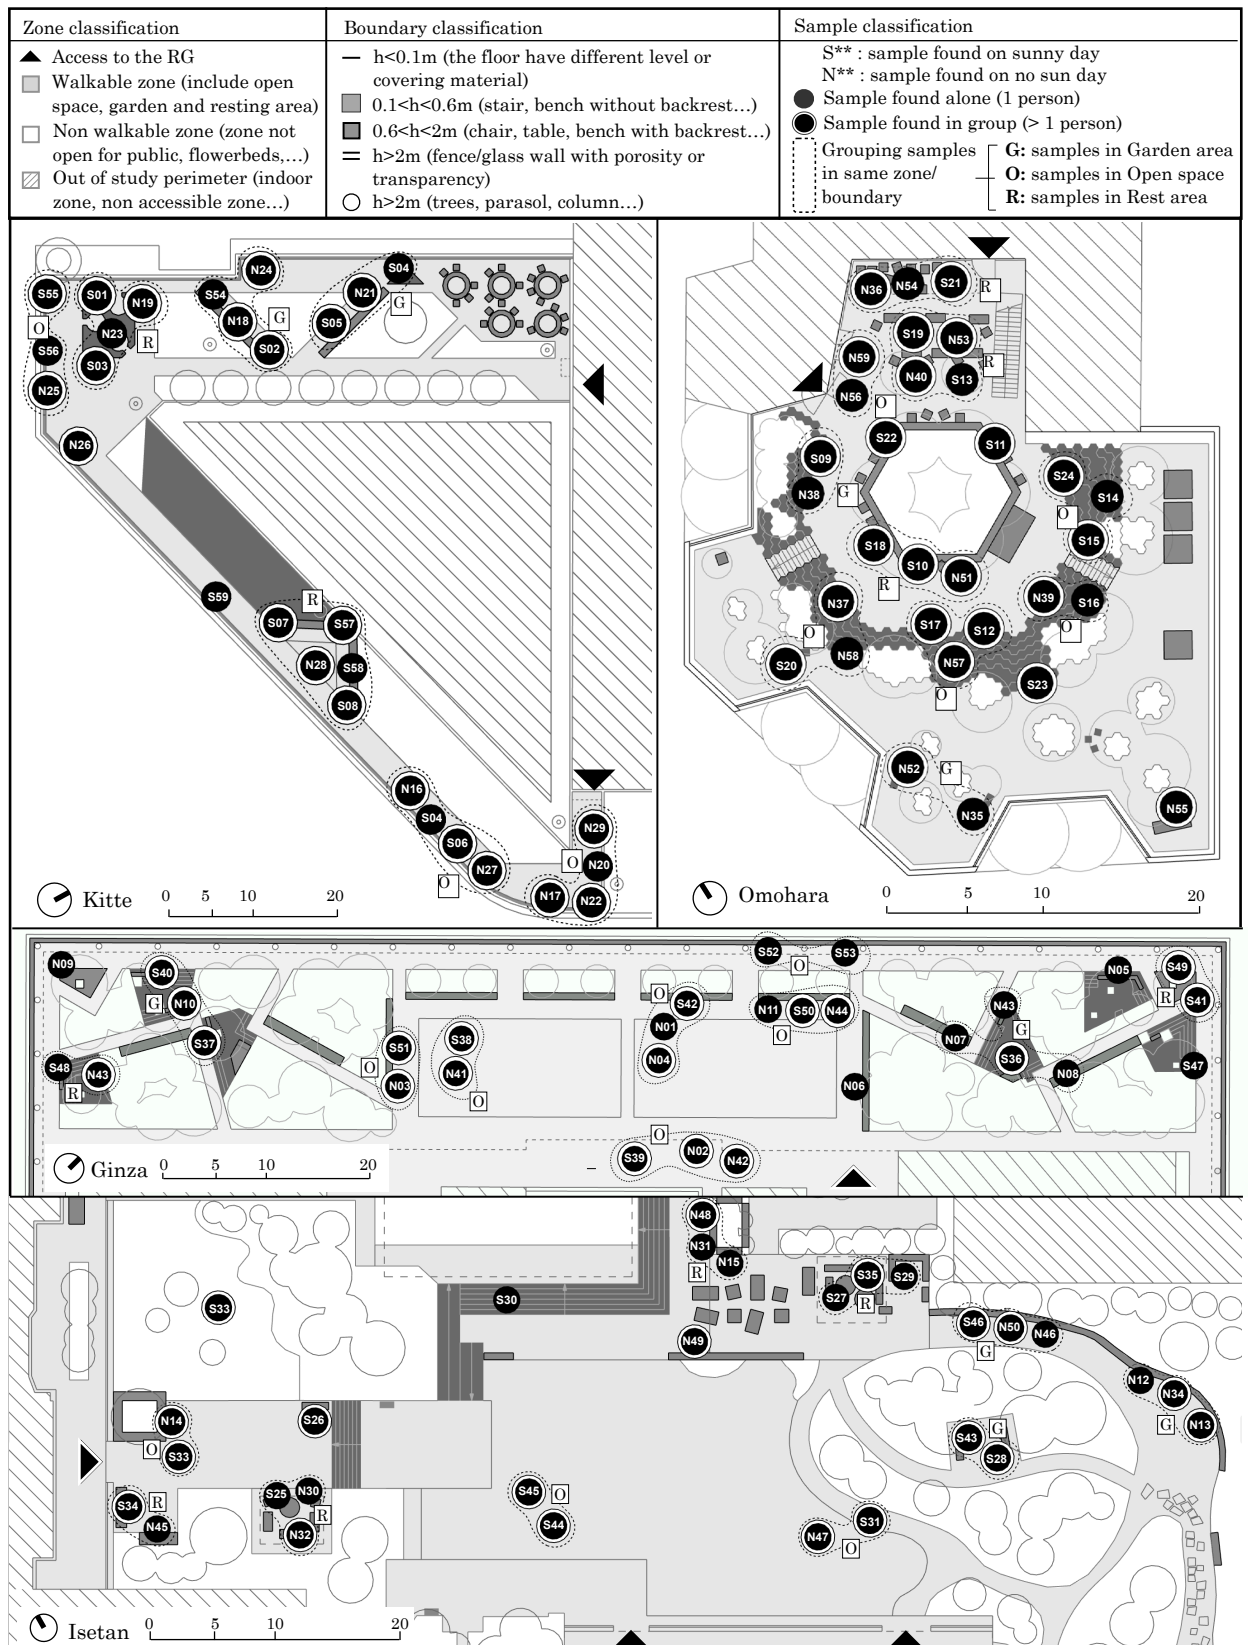 Zone classification
Access to the RG
Walkable zone (include open
space, garden and resting area)
Non walkable zone (zone not
open for public, flowerbeds,...)
Out of study perimeter (indoor
zone, non accessible zone...)
Boundary classification
h<0.1m (the floor have different level or
covering material)
0.1<h<0.6m (stair, bench without backrest...)
0.6<h<2m (chair, table, bench with backrest...)
h>2m (fence/glass wall with porosity or
transparency)
h>2m (trees, parasol, column...)
Sample classification
S** : sample found on sunny day
N** : sample found on no sun day
Sample found alone (1 person)
Sample found in group (> 1 person)
Grouping samples
in same zone/
boundary
G: samples in Garden area
O: samples in Open space
R: samples in Rest area
N24
S04
S55
S01
N19
S54
N21
G
O
N23
R
N18
G
S05
S56
S03
S02
N25
N26
S59
R
S07
S57
N28
S58
S08
N16
S04
S06
N29
N27
O
N20
O
N17
N22
Kitte
0 5 10 20
N36
N54
S21
R
S19
N53
N59
R
N40
S13
N56
O
S22
S11
S09
S24
N38
G
S14
O
S18
S15
S10
N51
R
N37
N39
S16
S17
S12
O
O
N58
N57
S20
S23
O
N52
G
N35
N55
Omohara
0 5 10 20
N09
S40
G
N10
S37
S48
N43
R
S51
O
N03
S38
N41
O
O
S42
N01
N04
S52
O
S53
N11
S50
N44
O
N06
N43
G
N07
S36
N08
N05
S49
R
S41
S47
O
S39
N02
N42
Ginza
0 5 10 20
N48
N31
N15
R
S35
S29
S27
R
S33
S30
N49
S46
N50
N46
G
N12
N34
G
N13
N14
S26
O
S33
S43
G
S28
S34
R
N45
S25
N30
R
N32
S45
O
S44
N47
S31
O
Isetan
0 5 10 20